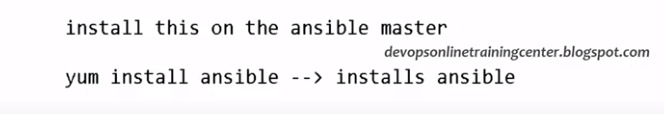 install this on the ansible master
devopsonlinetrainingcenter.blogspot.com
yum install ansible --> installs ansible